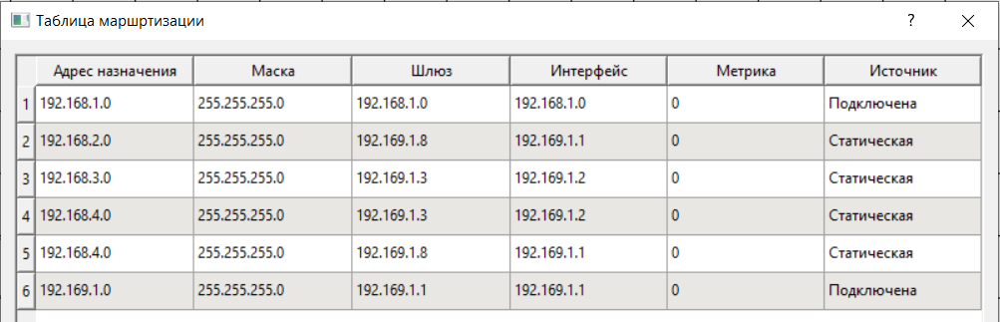 Таблица маршртизации
Адрес назначения Маска Шлюз Интерфейс Метрика Источник
1 192.168.1.0 255.255.255.0 192.168.1.0 192.168.1.0 0 Подключена
2 192.168.2.0 255.255.255.0 192.169.1.8 192.169.1.1 0 Статическая
3 192.168.3.0 255.255.255.0 192.169.1.3 192.169.1.2 0 Статическая
4 192.168.4.0 255.255.255.0 192.169.1.3 192.169.1.2 0 Статическая
5 192.168.4.0 255.255.255.0 192.169.1.8 192.169.1.1 0 Статическая
6 192.169.1.0 255.255.255.0 192.169.1.1 192.169.1.1 0 Подключена